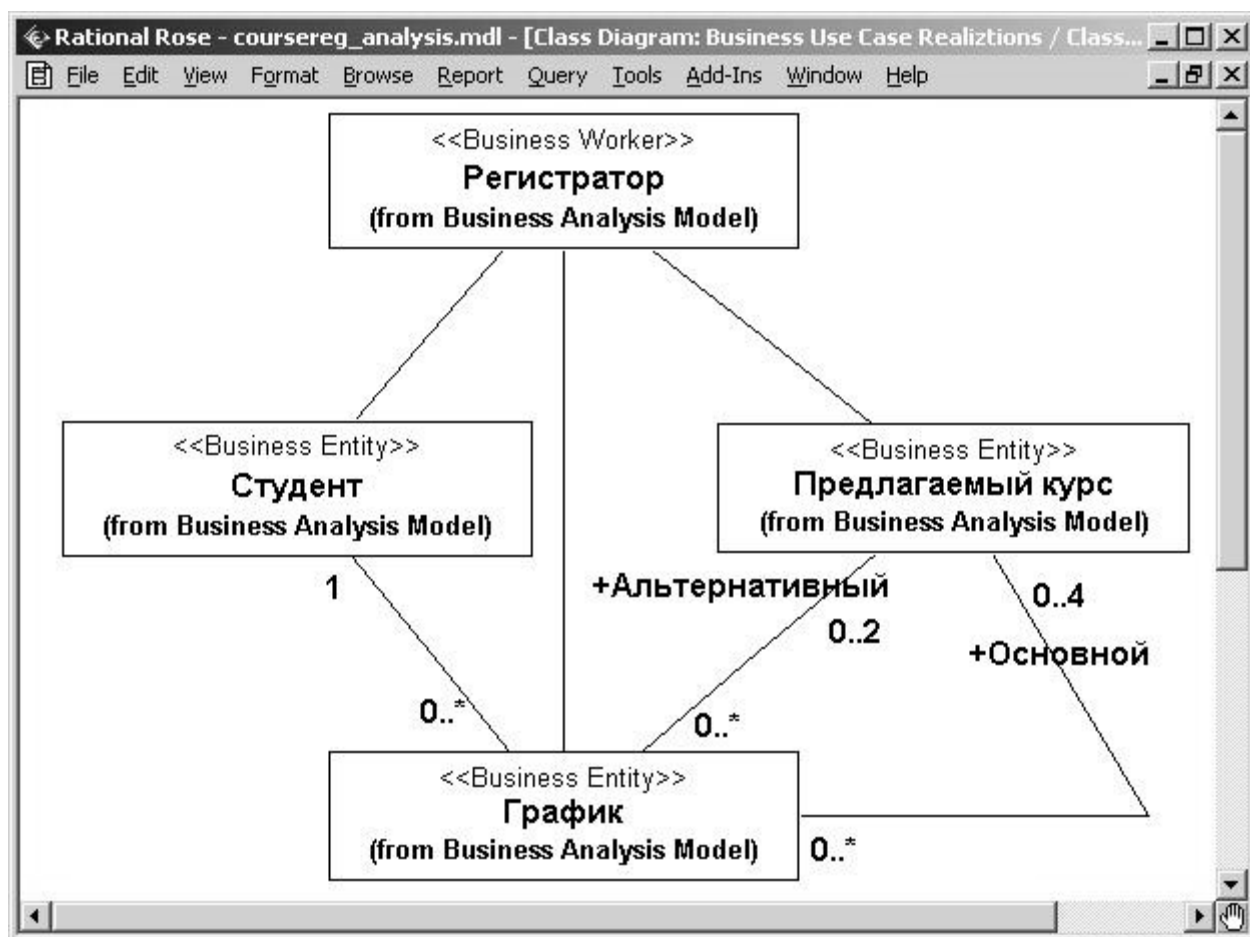 Rational Rose - coursereg_analysis.mdl - [Class Diagram: Business Use Case Realiztions / Class...
File Edit View Format Browse Report Query Tools Add-Ins Window Help
<<Business Worker>>
Регистратор
(from Business Analysis Model)
<<Business Entity>>
Студент
(from Business Analysis Model)
<<Business Entity>>
Предлагаемый курс
(from Business Analysis Model)
1
+Альтернативный
0..4
0..2
+Основной
0..*
0..*
<<Business Entity>>
График
(from Business Analysis Model)
0..*